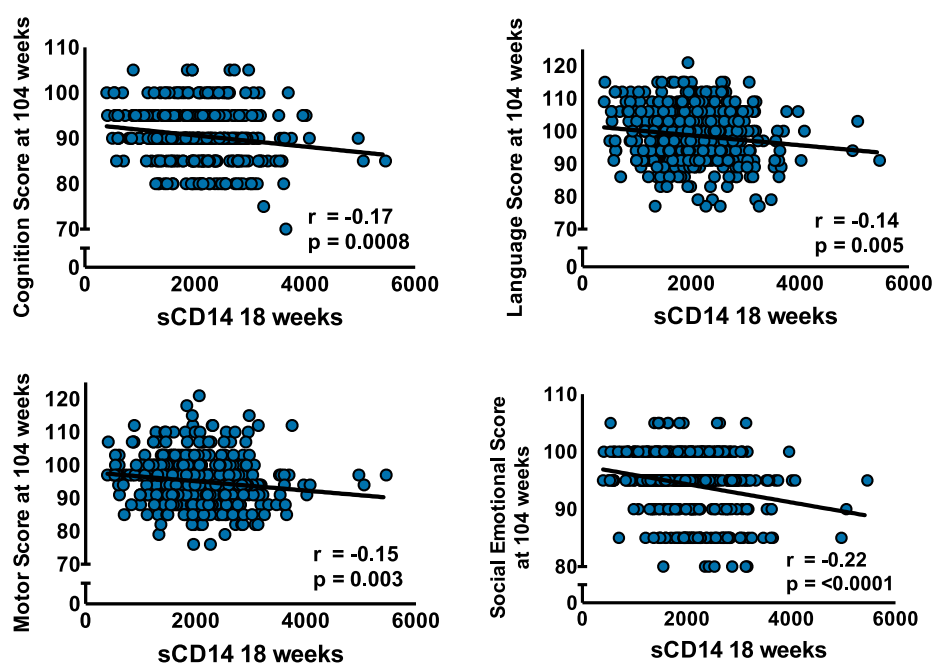 Cognition Score at 104 weeks
110
100
90
80
70
0
r = -0.17
p = 0.0008
0 2000 4000 6000
sCD14 18 weeks
Language Score at 104 weeks
120
110
100
90
80
70
0
r = -0.14
p = 0.005
0 2000 4000 6000
sCD14 18 weeks
Motor Score at 104 weeks
120
110
100
90
80
70
0
r = -0.15
p = 0.003
0 2000 4000 6000
sCD14 18 weeks
Social Emotional Score
at 104 weeks
110
100
90
80
0
r = -0.22
p = <0.0001
0 2000 4000 6000
sCD14 18 weeks